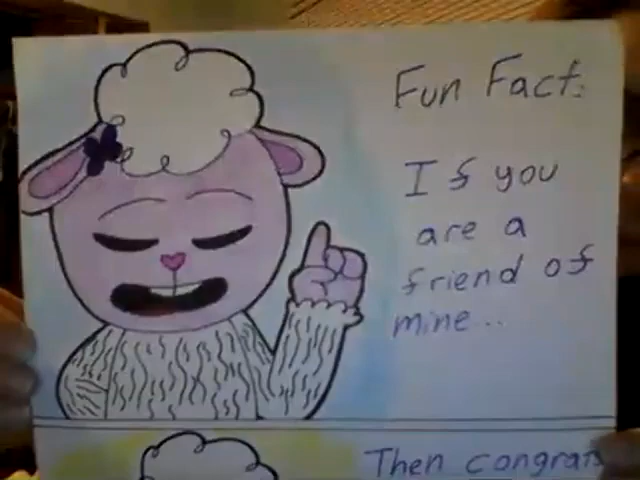 Fun Fact:
If you
are a
friend of
mine...
Then congrats